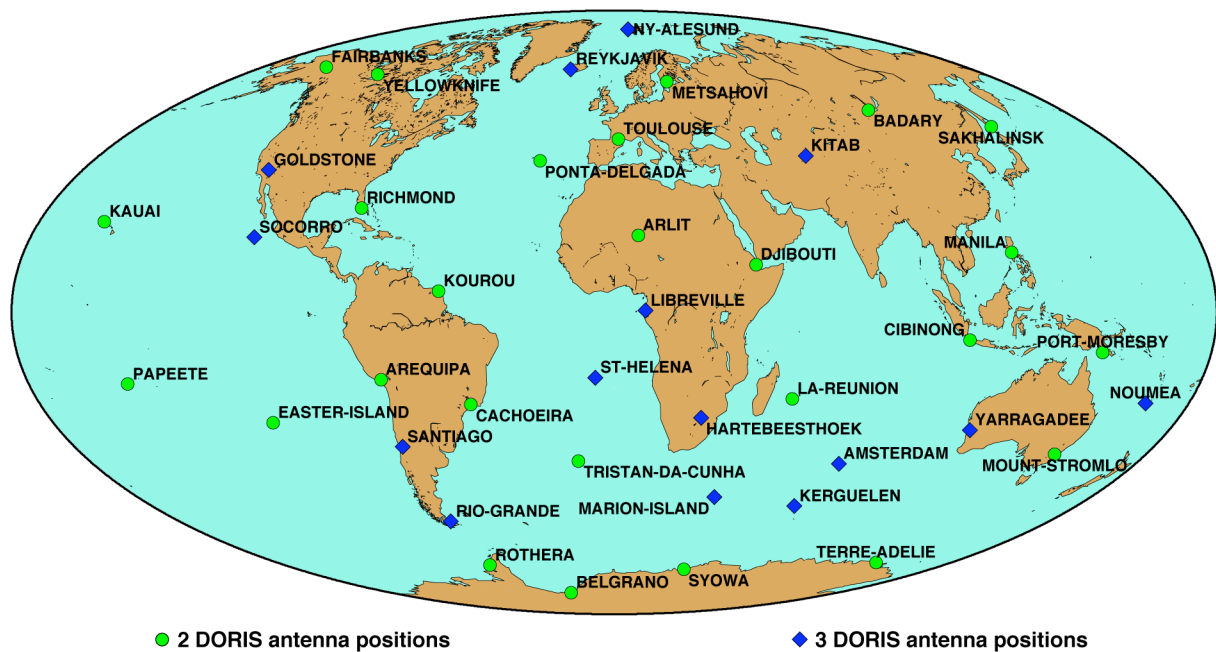 NY-ALESUND
FAIRBANKS
REYKJAVIK
YELLOWKNIFE
METSAHOVI
BADARY
TOULOUSE
SAKHALINSK
GOLDSTONE
KITAB
PONTA-DELGADA
RICHMOND
KAUAI
SOCORRO
ARLIT
MANILA
DJIBOUTI
KOUROU
LIBREVILLE
CIBINONG
PORT-MORESBY
PAPEETE
AREQUIPA
ST-HELENA
LA-REUNION
NOUMEA
EASTER-ISLAND
CACHOEIRA
YARRAGADEE
HARTEBEESTHOEK
SANTIAGO
AMSTERDAM
MOUNT-STROMLO
TRISTAN-DA-CUNHA
KERGUELEN
MARION-ISLAND
RIO-GRANDE
ROTHERA
TERRE-ADELIE
BELGRANO
SYOWA
2 DORIS antenna positions
3 DORIS antenna positions